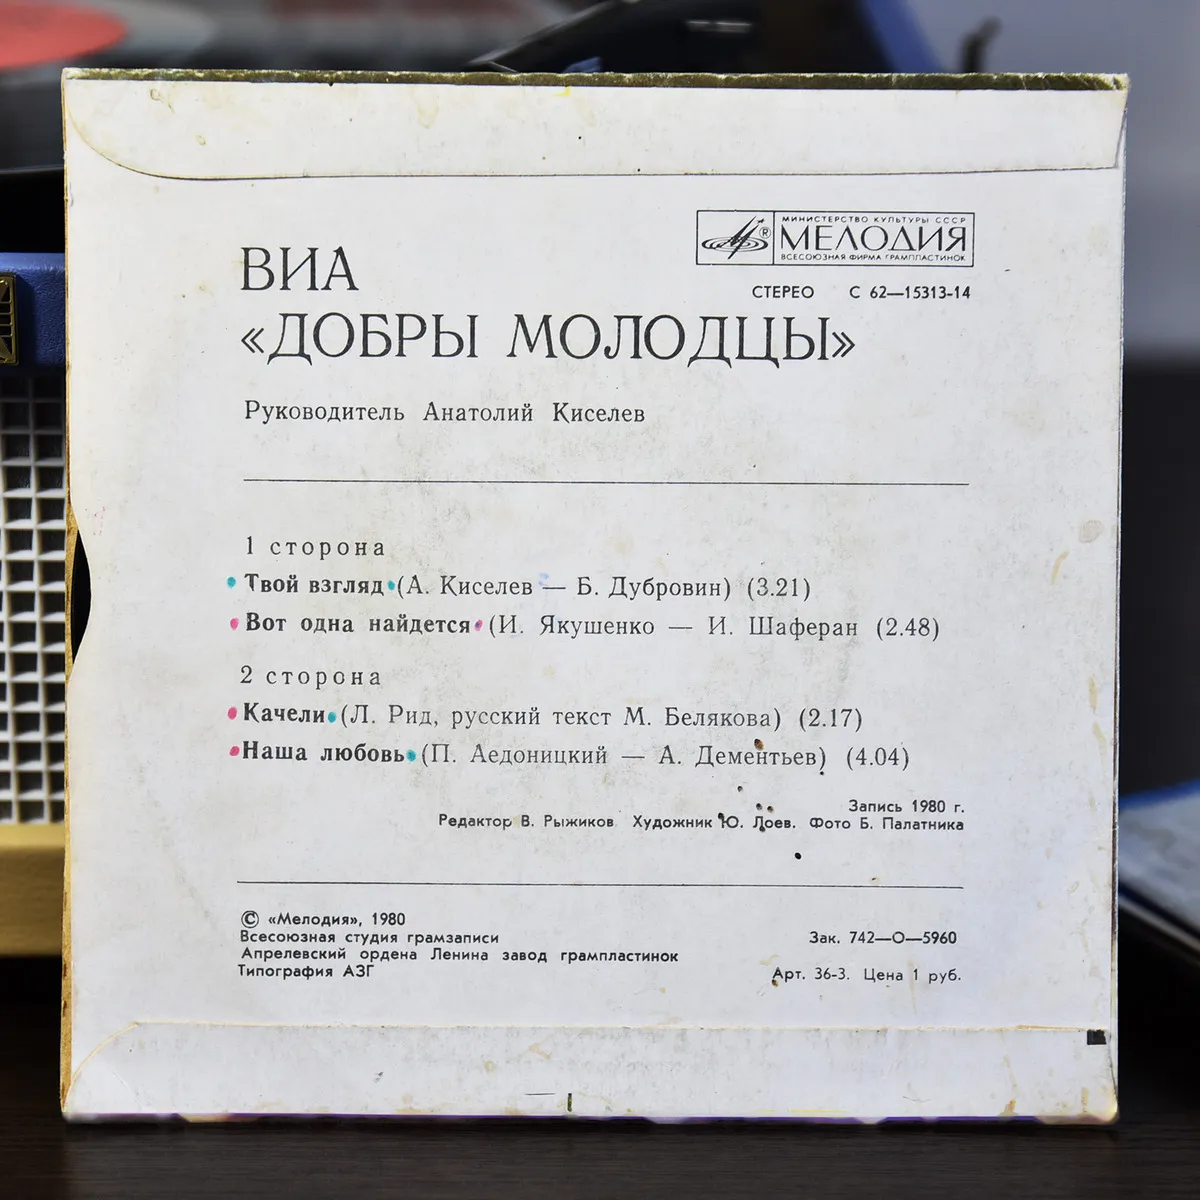 МИНИСТЕРСТВО КУЛЬТУРЫ СССР
МЕЛОДИЯ
ВСЕСОЮЗНАЯ ФИРМА ГРАМПЛАСТИНОК
СТЕРЕО С 62—15313-14
ВИА
«ДОБРЫ МОЛОДЦЫ»
Руководитель Анатолий Киселев
1 сторона
Твой взгляд (А. Киселев — Б. Дубровин) (3.21)
Вот одна найдется (И. Якушенко — И. Шаферан (2.48)
2 сторона
Качели (Л. Рид, русский текст М. Белякова) (2.17)
Наша любовь (П. Аедоницкий — А. Дементьев) (4.04)
Запись 1980 г.
Редактор В. Рыжиков Художник Ю. Лоев. Фото Б. Палатника
© «Мелодия», 1980
Всесоюзная студия грамзаписи
Апрелевский ордена Ленина завод грампластинок
Типография АЗГ
Зак. 742—О—5960
Арт. 36-3. Цена 1 руб.